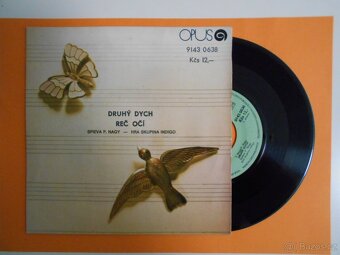 OPUS
9143 0638
Kčs 12,-
DRUHÝ DYCH
REČ OČÍ
SPIEVA P. NAGY — HRÁ SKUPINA INDIGO